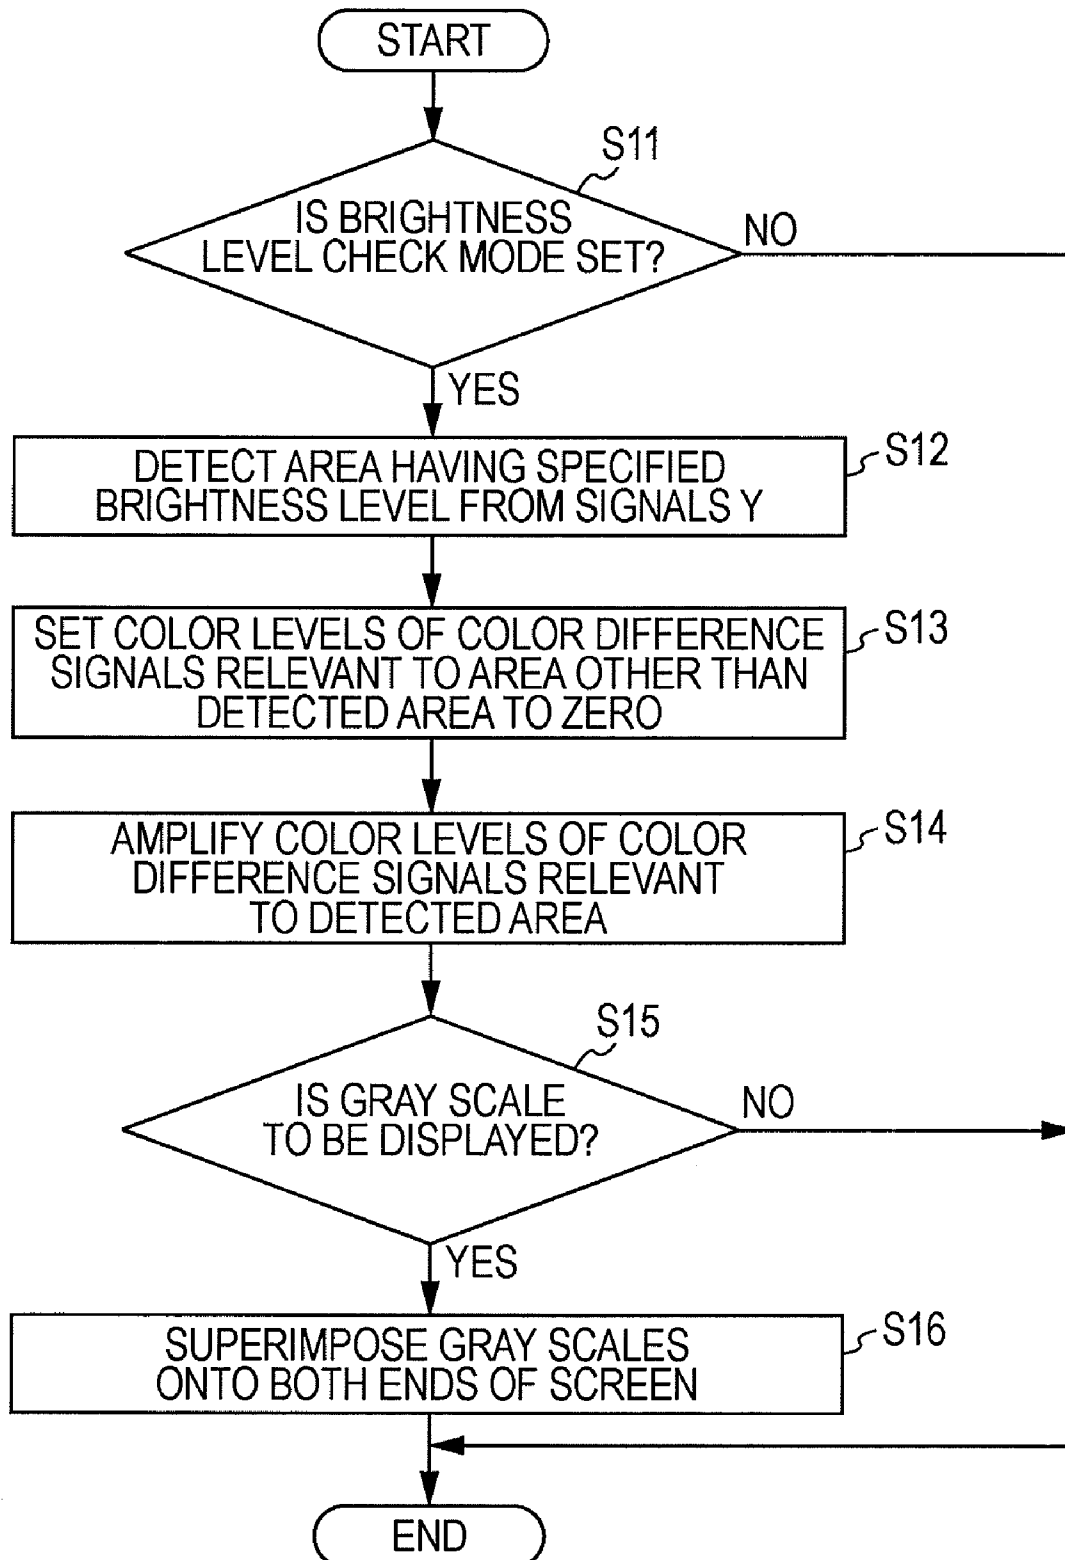 START
S11
IS BRIGHTNESS
LEVEL CHECK MODE SET?
NO
YES
S12
DETECT AREA HAVING SPECIFIED
BRIGHTNESS LEVEL FROM SIGNALS Y
S13
SET COLOR LEVELS OF COLOR DIFFERENCE
SIGNALS RELEVANT TO AREA OTHER THAN
DETECTED AREA TO ZERO
S14
AMPLIFY COLOR LEVELS OF COLOR
DIFFERENCE SIGNALS RELEVANT
TO DETECTED AREA
S15
IS GRAY SCALE
TO BE DISPLAYED?
NO
YES
S16
SUPERIMPOSE GRAY SCALES
ONTO BOTH ENDS OF SCREEN
END